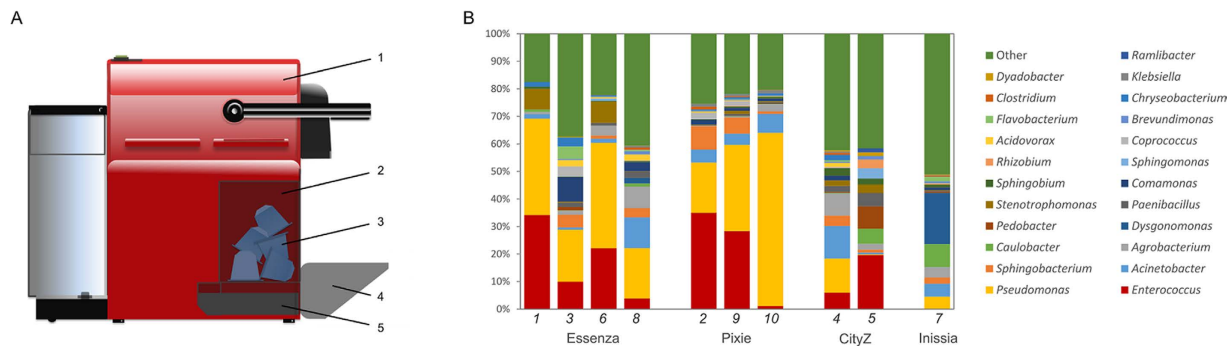 A
1
2
3
4
5
B
100%
90%
80%
70%
60%
50%
40%
30%
20%
10%
0%
1 3 6 8 2 9 10 4 5 7
Essenza Pixie CityZ Inissia
Other Ramlibacter
Dyadobacter Klebsiella
Clostridium Chryseobacterium
Flavobacterium Brevundimonas
Acidovorax Coprococcus
Rhizobium Sphingomonas
Sphingobium Comamonas
Stenotrophomonas Paenibacillus
Pedobacter Dysgonomonas
Caulobacter Agrobacterium
Sphingobacterium Acinetobacter
Pseudomonas Enterococcus